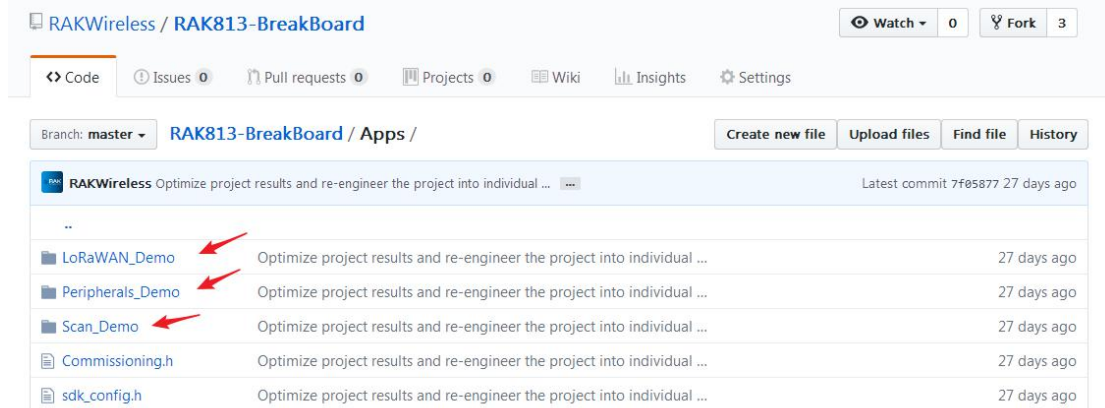 RAKWireless / RAK813-BreakBoard
Watch 0 Fork 3
Code Issues 0 Pull requests 0 Projects 0 Wiki Insights Settings
Branch: master RAK813-BreakBoard / Apps / Create new file Upload files Find file History
RAK RAKWireless Optimize project results and re-engineer the project into individual ... ... Latest commit 7f05877 27 days ago
..
LoRaWAN_Demo Optimize project results and re-engineer the project into individual ... 27 days ago
Peripherals_Demo Optimize project results and re-engineer the project into individual ... 27 days ago
Scan_Demo Optimize project results and re-engineer the project into individual ... 27 days ago
Commissioning.h Optimize project results and re-engineer the project into individual ... 27 days ago
sdk_config.h Optimize project results and re-engineer the project into individual ... 27 days ago